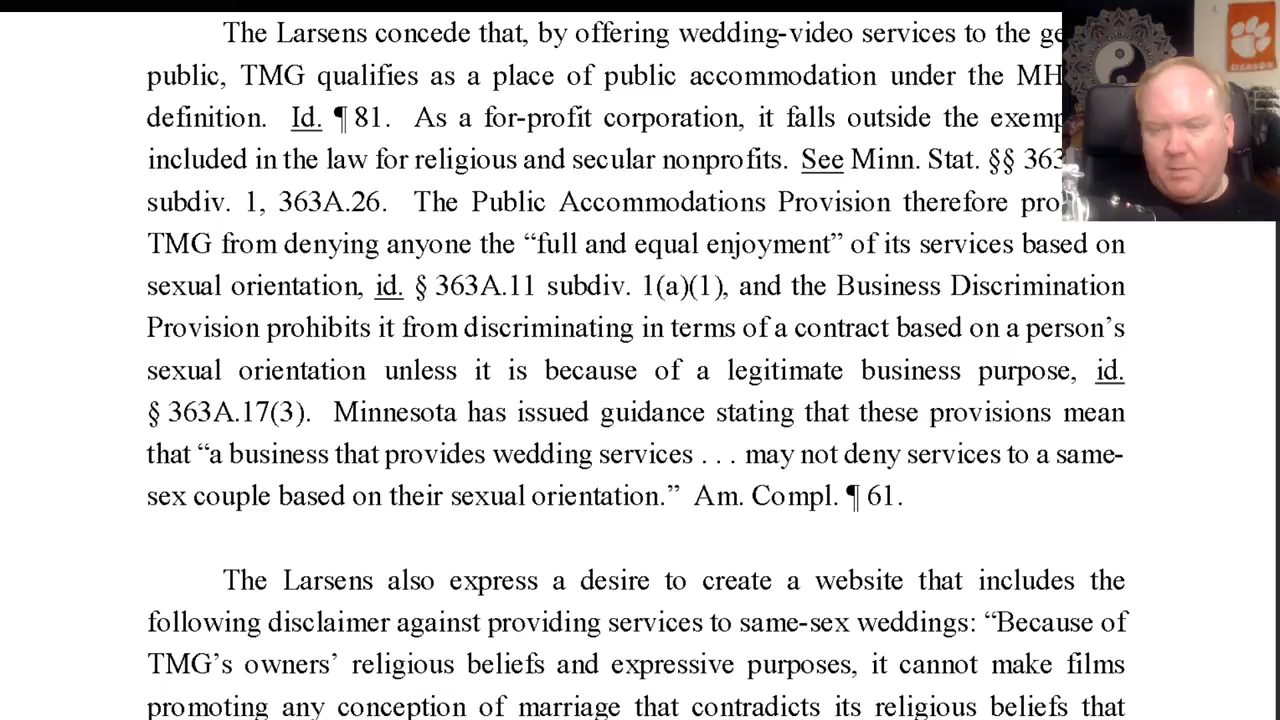 The Larsens concede that, by offering wedding-video services to the
public, TMG qualifies as a place of public accommodation under the
definition. Id. ¶ 81. As a for-profit corporation, it falls outside the
included in the law for religious and secular nonprofits. See Minn. Stat. §§
subdiv. 1, 363A.26. The Public Accommodations Provision therefore
TMG from denying anyone the “full and equal enjoyment” of its services based on
sexual orientation, id. § 363A.11 subdiv. 1(a)(1), and the Business Discrimination
Provision prohibits it from discriminating in terms of a contract based on a person’s
sexual orientation unless it is because of a legitimate business purpose, id.
§ 363A.17(3). Minnesota has issued guidance stating that these provisions mean
that “a business that provides wedding services . . . may not deny services to a same-
sex couple based on their sexual orientation.” Am. Compl. ¶ 61.
The Larsens also express a desire to create a website that includes the
following disclaimer against providing services to same-sex weddings: “Because of
TMG’s owners’ religious beliefs and expressive purposes, it cannot make films
promoting any conception of marriage that contradicts its religious beliefs that